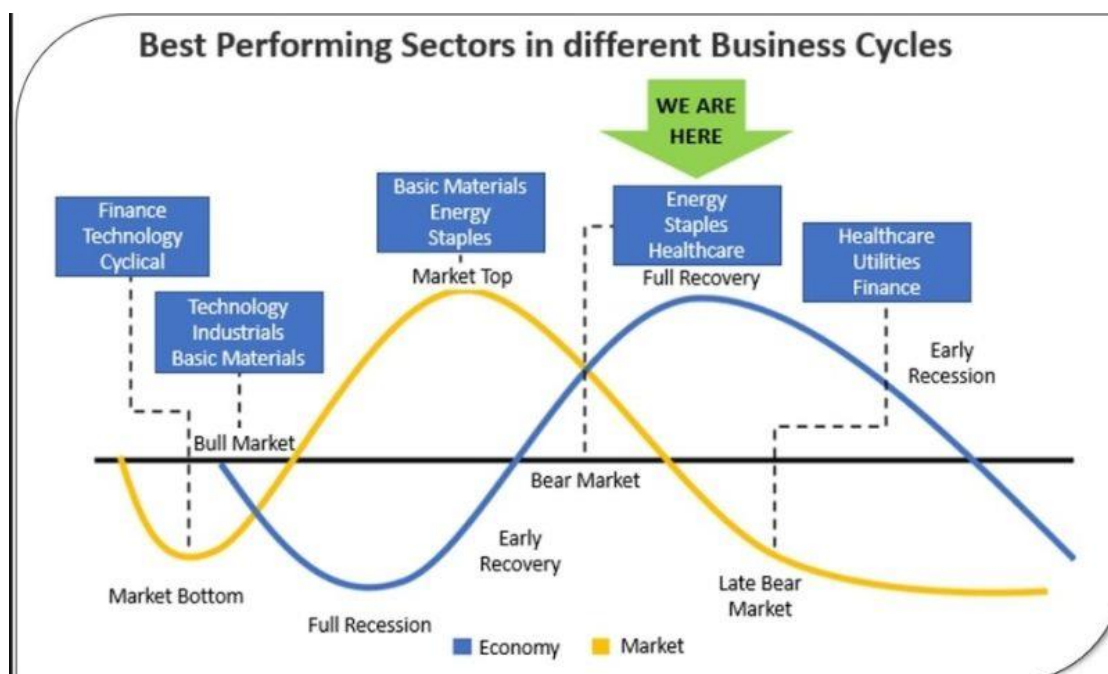 Best Performing Sectors in different Business Cycles
WE ARE
HERE
Finance
Technology
Cyclical
Technology
Industrials
Basic Materials
Bull Market
Basic Materials
Energy
Staples
Market Top
Energy
Staples
Healthcare
Full Recovery
Healthcare
Utilities
Finance
Early
Recession
Bear Market
Early
Recovery
Market Bottom
Full Recession
Late Bear
Market
Economy
Market